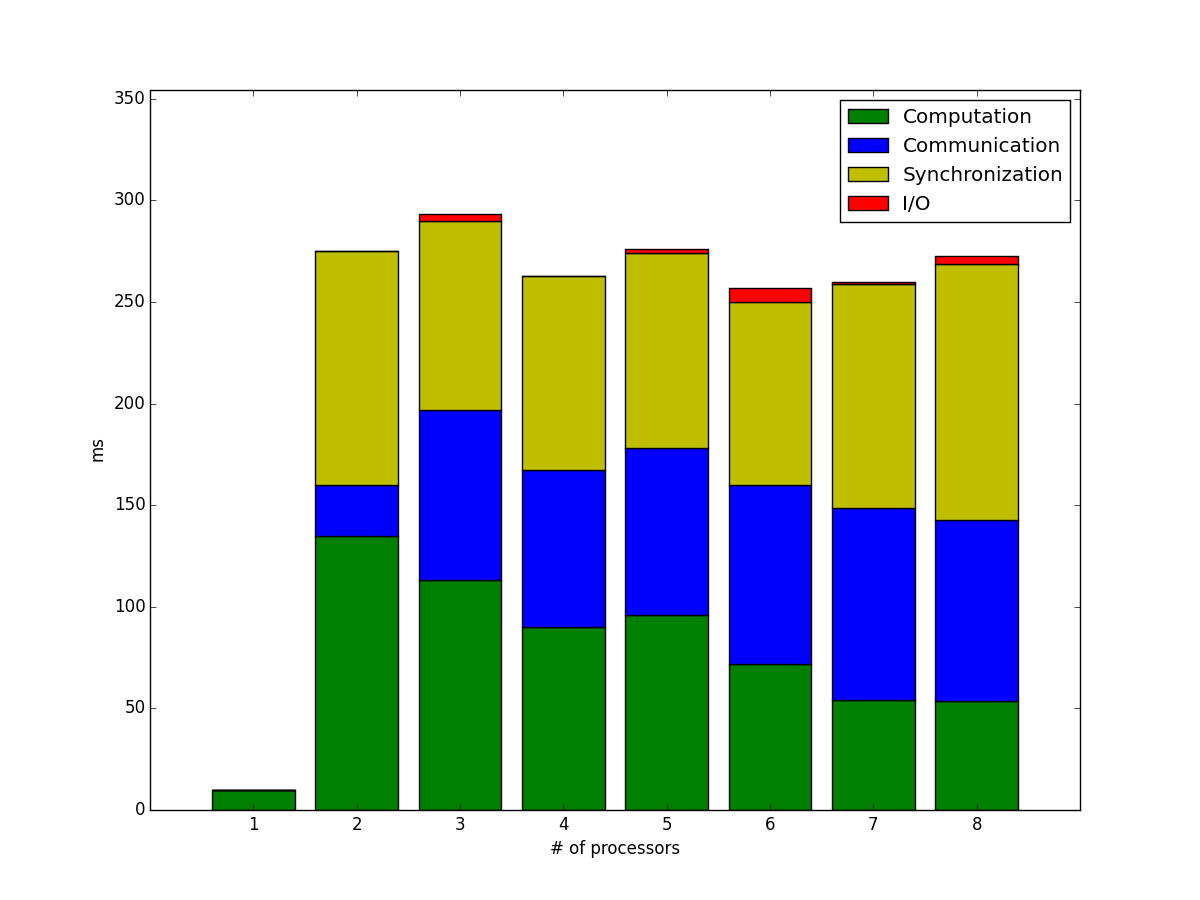 350
300
250
200
150
100
50
0
ms
Computation
Communication
Synchronization
I/O
1 2 3 4 5 6 7 8
# of processors